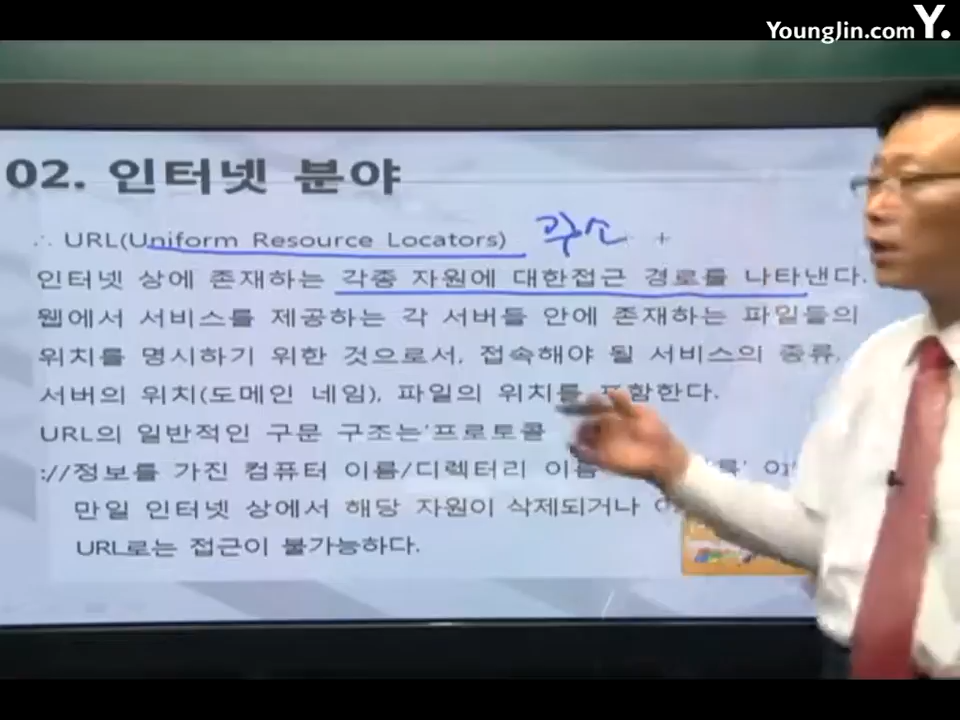 YoungJin.com Y.
02. 인터넷 분야
∴ URL(Uniform Resource Locators) 주소 +
인터넷 상에 존재하는 각종 자원에 대한접근 경로를 나타낸다.
웹에서 서비스를 제공하는 각 서버들 안에 존재하는 파일들의
위치를 명시하기 위한 것으로서, 접속해야 될 서비스의 종류,
서버의 위치(도메인 네임), 파일의 위치를 포함한다.
URL의 일반적인 구문 구조는'프로토콜
://정보를 가진 컴퓨터 이름/디렉터리 이름
만일 인터넷 상에서 해당 자원이 삭제되거나
URL로는 접근이 불가능하다.